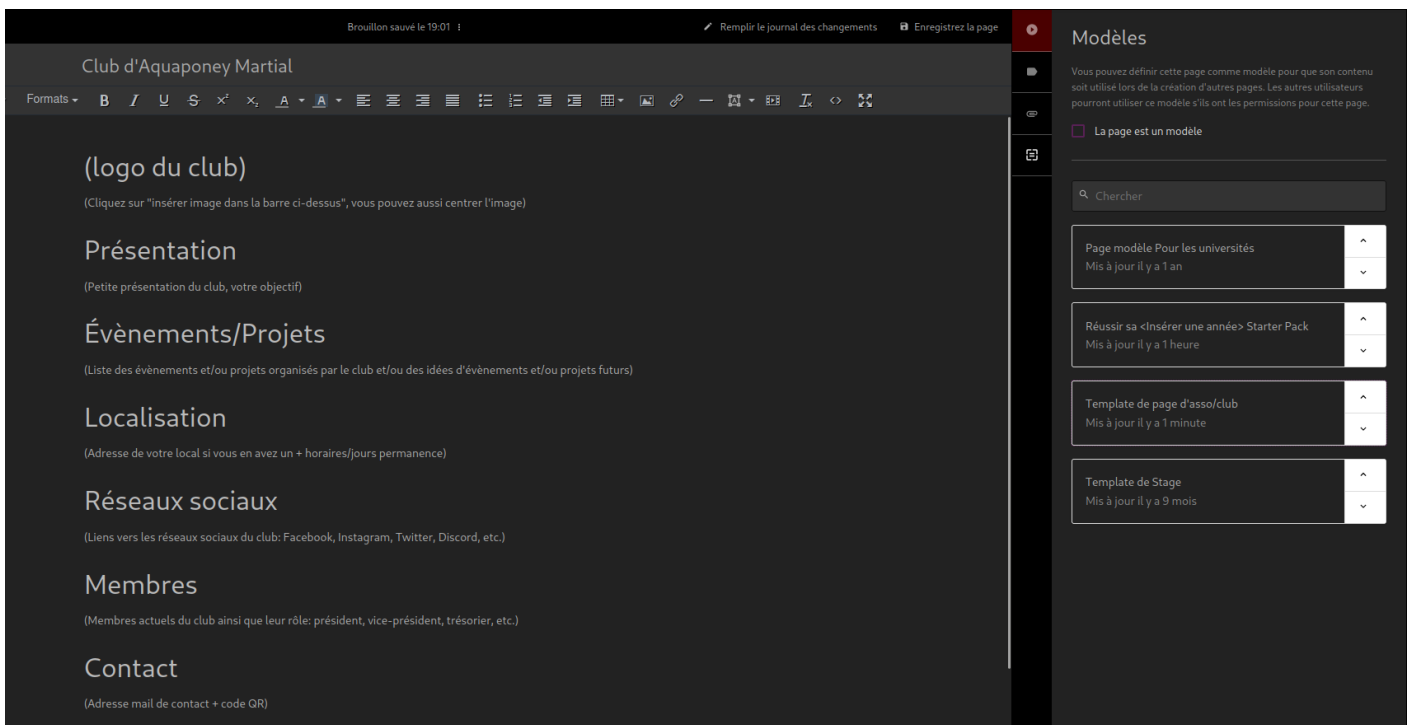 Brouillon sauvé le 19:01
Remplir le journal des changements
Enregistrez la page
Club d'Aquaponey Martial
Formats
B I U S x² x₂ A A
(logo du club)
(Cliquez sur "insérer image dans la barre ci-dessus", vous pouvez aussi centrer l'image)
Présentation
(Petite présentation du club, votre objectif)
Évènements/Projets
(Liste des évènements et/ou projets organisés par le club et/ou des idées d'évènements et/ou projets futurs)
Localisation
(Adresse de votre local si vous en avez un + horaires/jours permanence)
Réseaux sociaux
(Liens vers les réseaux sociaux du club: Facebook, Instagram, Twitter, Discord, etc.)
Membres
(Membres actuels du club ainsi que leur rôle: président, vice-président, trésorier, etc.)
Contact
(Adresse mail de contact + code QR)
Modèles
Vous pouvez définir cette page comme modèle pour que son contenu
soit utilisé lors de la création d'autres pages. Les autres utilisateurs
pourront utiliser ce modèle s'ils ont les permissions pour cette page.
La page est un modèle
Chercher
Page modèle Pour les universités
Mis à jour il y a 1 an
Réussir sa <Insérer une année> Starter Pack
Mis à jour il y a 1 heure
Template de page d'asso/club
Mis à jour il y a 1 minute
Template de Stage
Mis à jour il y a 9 mois